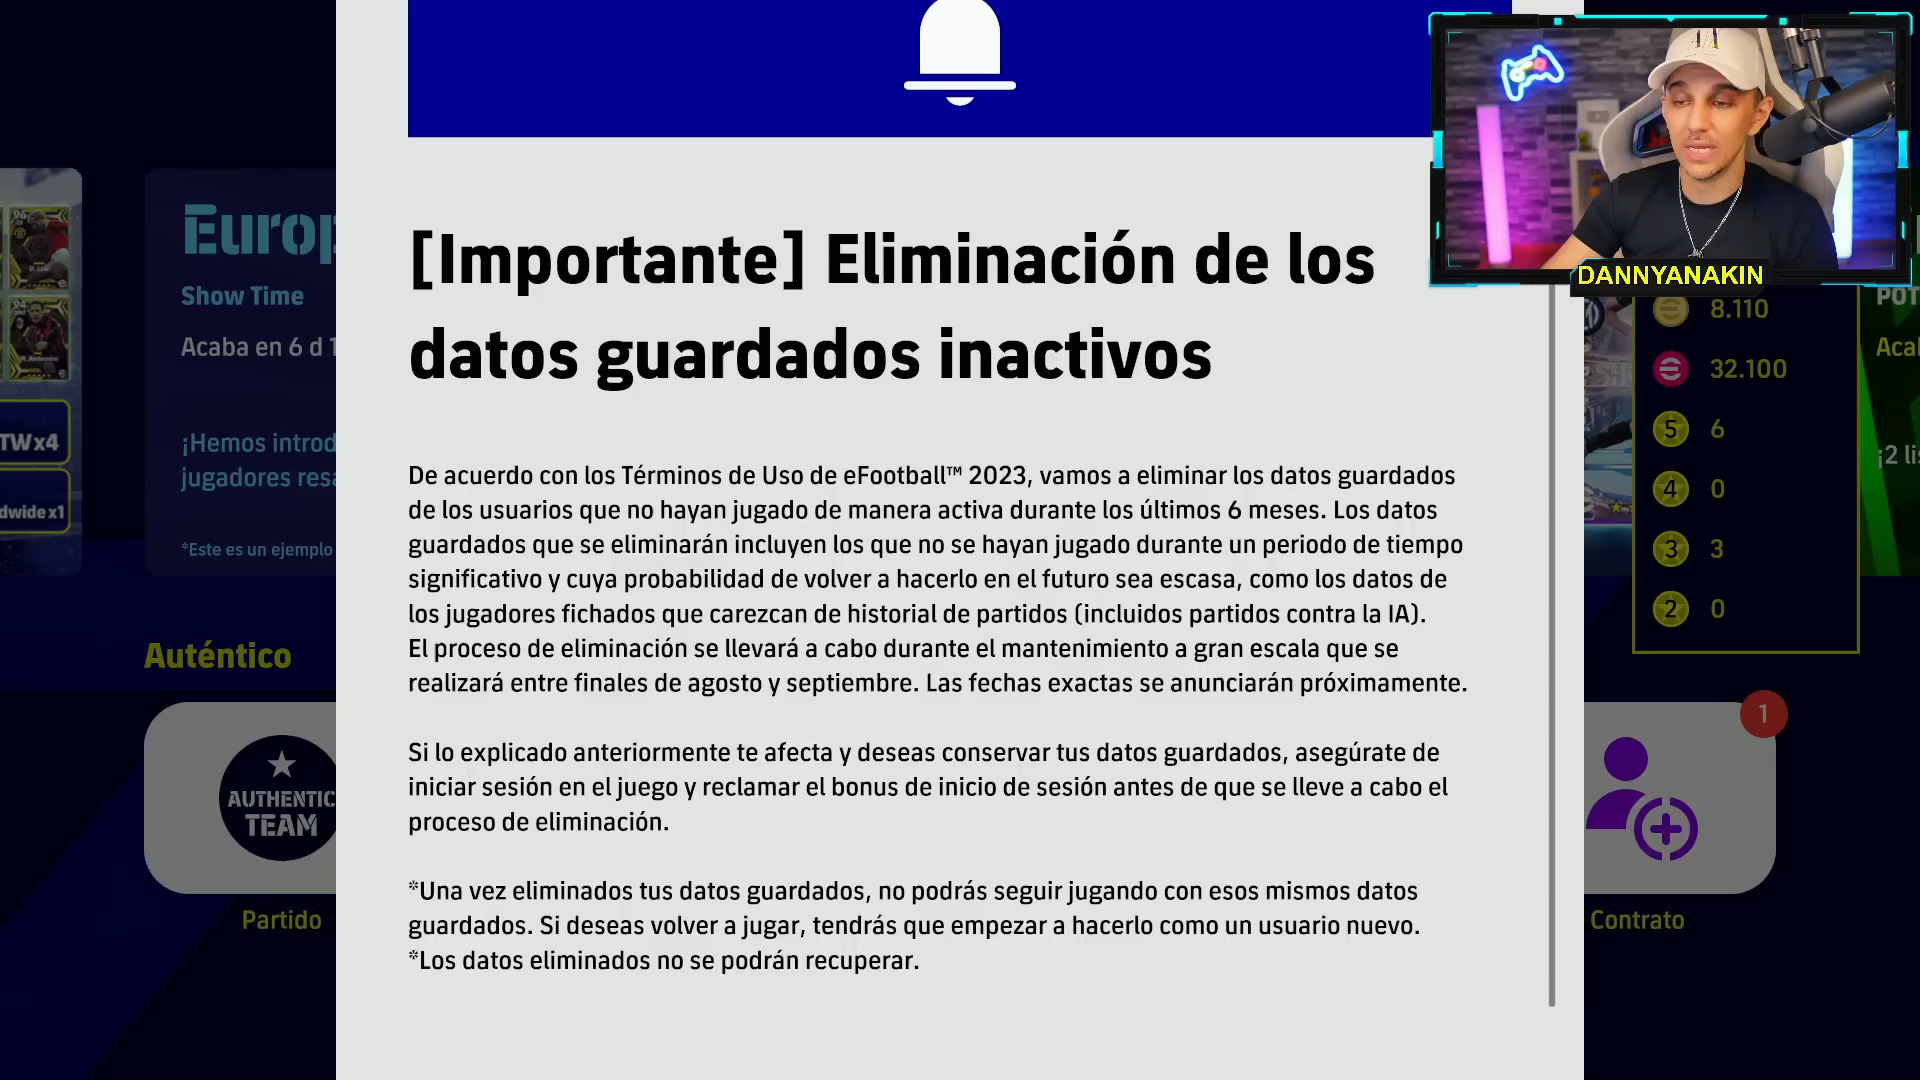 [Importante] Eliminación de los
datos guardados inactivos
De acuerdo con los Términos de Uso de eFootball™ 2023, vamos a eliminar los datos guardados
de los usuarios que no hayan jugado de manera activa durante los últimos 6 meses. Los datos
guardados que se eliminarán incluyen los que no se hayan jugado durante un periodo de tiempo
significativo y cuya probabilidad de volver a hacerlo en el futuro sea escasa, como los datos de
los jugadores fichados que carezcan de historial de partidos (incluidos partidos contra la IA).
El proceso de eliminación se llevará a cabo durante el mantenimiento a gran escala que se
realizará entre finales de agosto y septiembre. Las fechas exactas se anunciarán próximamente.
Si lo explicado anteriormente te afecta y deseas conservar tus datos guardados, asegúrate de
iniciar sesión en el juego y reclamar el bonus de inicio de sesión antes de que se lleve a cabo el
proceso de eliminación.
*Una vez eliminados tus datos guardados, no podrás seguir jugando con esos mismos datos
guardados. Si deseas volver a jugar, tendrás que empezar a hacerlo como un usuario nuevo.
*Los datos eliminados no se podrán recuperar.
DANNYANAKIN
Europ
Show Time
Acaba en 6 d 1
¡Hemos introd
jugadores resa
*Este es un ejemplo
TW x4
dwide x1
Auténtico
AUTHENTIC
TEAM
Partido
8.110
32.100
5 6
4 0
3 3
2 0
POT
Acal
¡2 lis
1
Contrato